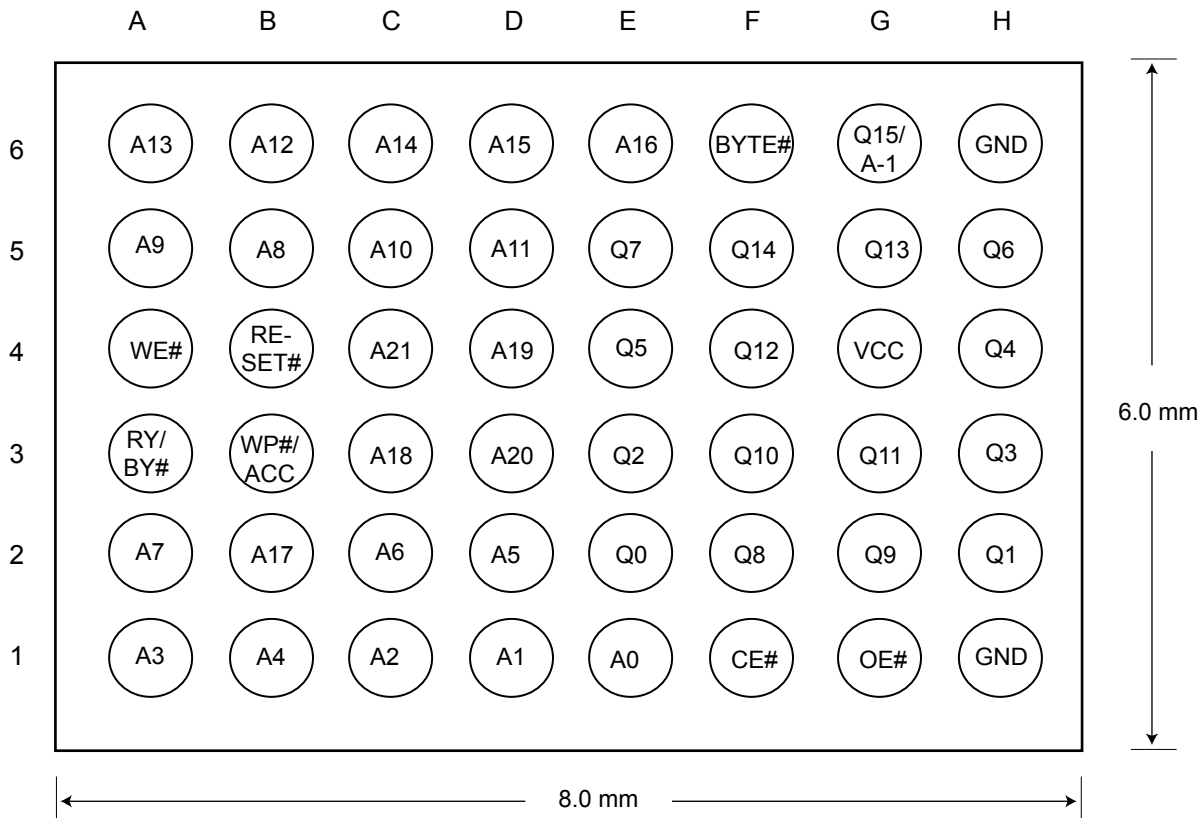 A B C D E F G H
6 A13 A12 A14 A15 A16 BYTE# Q15/ A-1 GND
5 A9 A8 A10 A11 Q7 Q14 Q13 Q6
4 WE# RE- SET# A21 A19 Q5 Q12 VCC Q4
3 RY/ BY# WP#/ ACC A18 A20 Q2 Q10 Q11 Q3
6.0 mm
2 A7 A17 A6 A5 Q0 Q8 Q9 Q1
1 A3 A4 A2 A1 A0 CE# OE# GND
8.0 mm